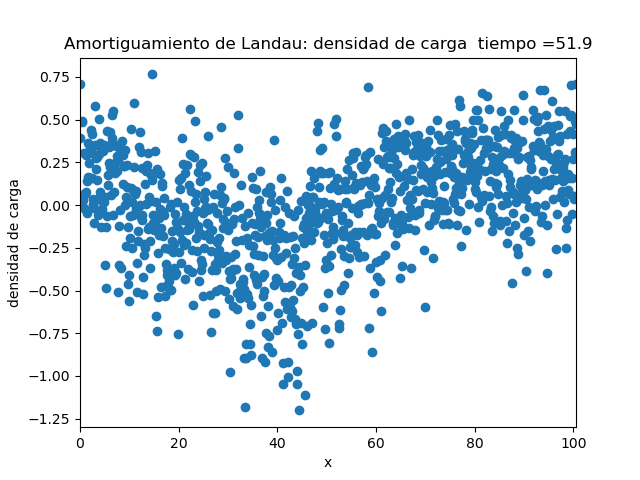 Amortiguamiento de Landau: densidad de carga  tiempo =51.9
0.75
0.50
0.25
0.00
−0.25
−0.50
−0.75
−1.00
−1.25
densidad de carga
0 20 40 60 80 100
x